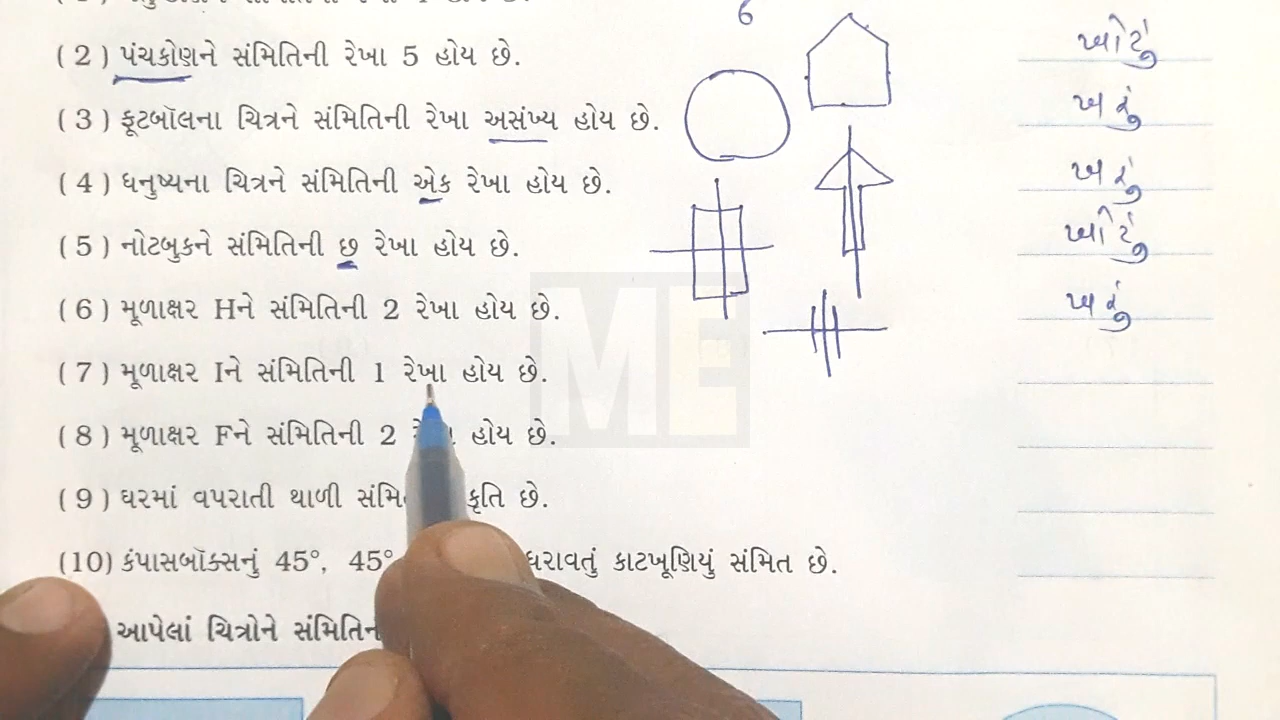 6
(2) પંચકોણને સંમિતિની રેખા 5 હોય છે. ખોટું
(3) ફૂટબૉલના ચિત્રને સંમિતિની રેખા અસંખ્ય હોય છે. ખરું
(4) ધનુષ્યના ચિત્રને સંમિતિની એક રેખા હોય છે. ખરું
(5) નોટબુકને સંમિતિની છ રેખા હોય છે. ખોટું
(6) મૂળાક્ષર Hને સંમિતિની 2 રેખા હોય છે. ખરું
(7) મૂળાક્ષર Iને સંમિતિની 1 રેખા હોય છે.
(8) મૂળાક્ષર Fને સંમિતિની 2 હોય છે.
(9) ઘરમાં વપરાતી થાળી છે.
(10) કંપાસબૉક્સનું 45°, 45° ધરાવતું કાટખૂણિયું સંમિત છે.
આપેલાં ચિત્રોને
ME